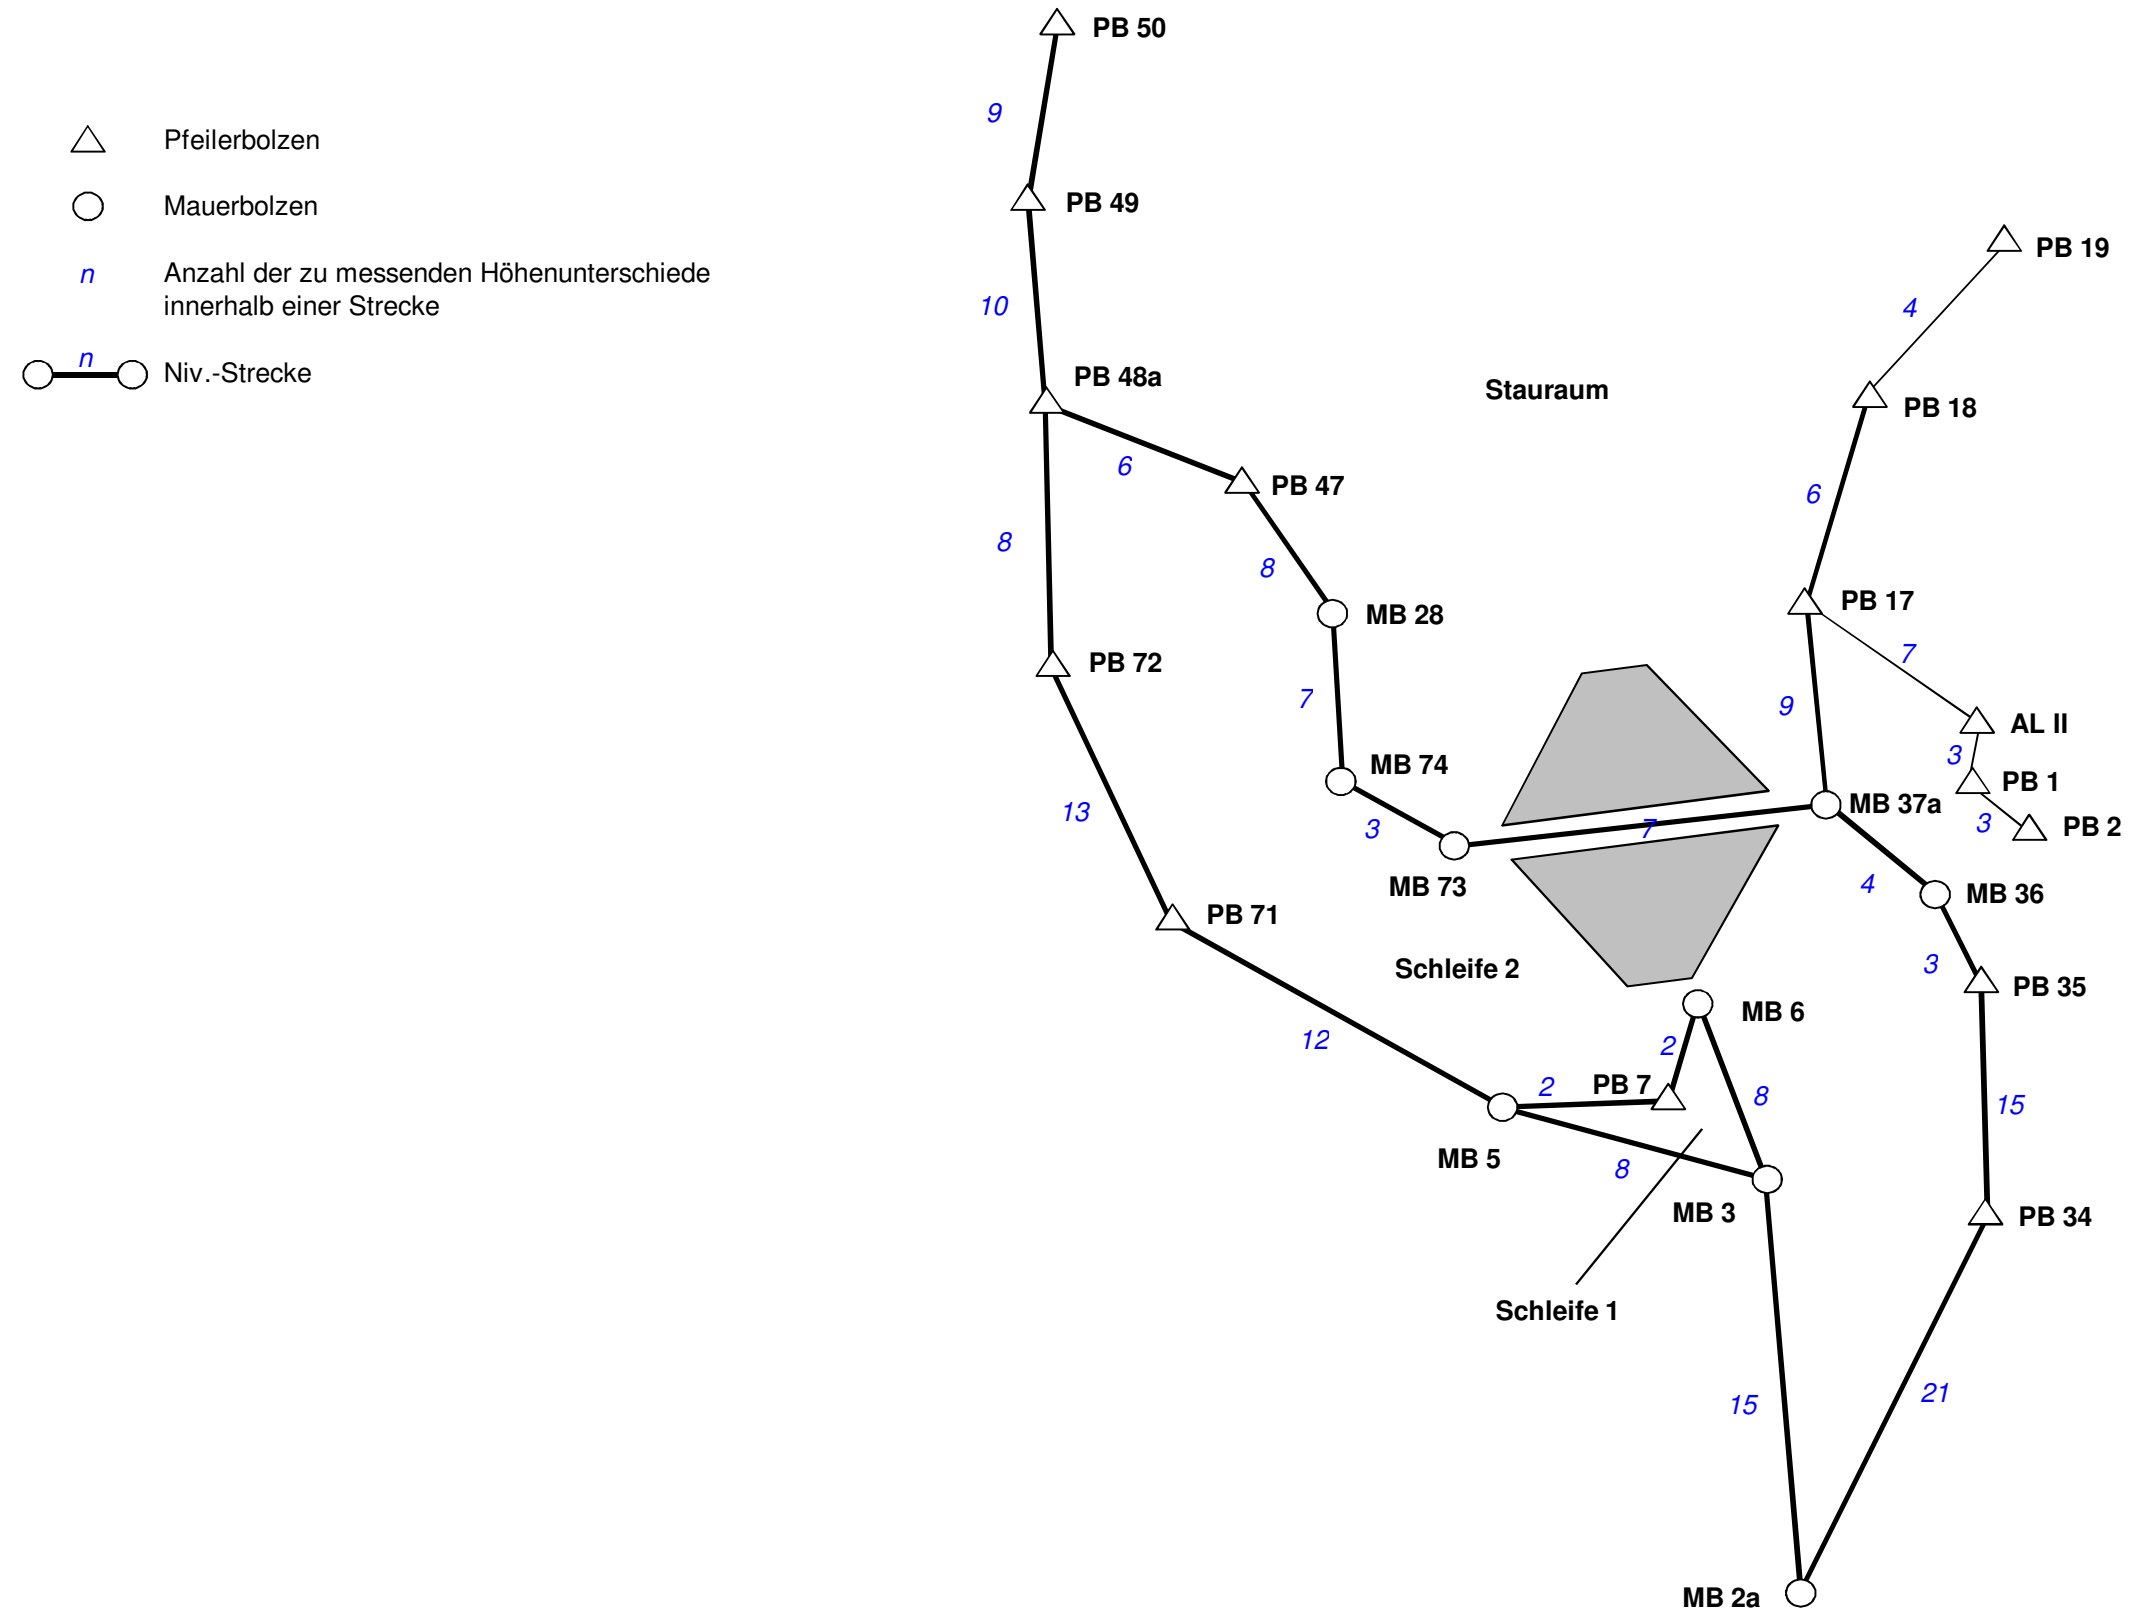 PB 50
9
Pfeilerbolzen
Mauerbolzen
PB 49
n Anzahl der zu messenden Höhenunterschiede
innerhalb einer Strecke
PB 19
10
4
n
Niv.-Strecke
PB 48a
Stauraum
PB 18
6
PB 47
6
8
8
PB 17
MB 28
7
PB 72
7
9
AL II
3
MB 74
PB 1
MB 37a
13
3
7
3
PB 2
MB 73
4
MB 36
PB 71
Schleife 2
3
PB 35
MB 6
12
2
2
PB 7
8
15
MB 5
8
MB 3
PB 34
Schleife 1
15
21
MB 2a